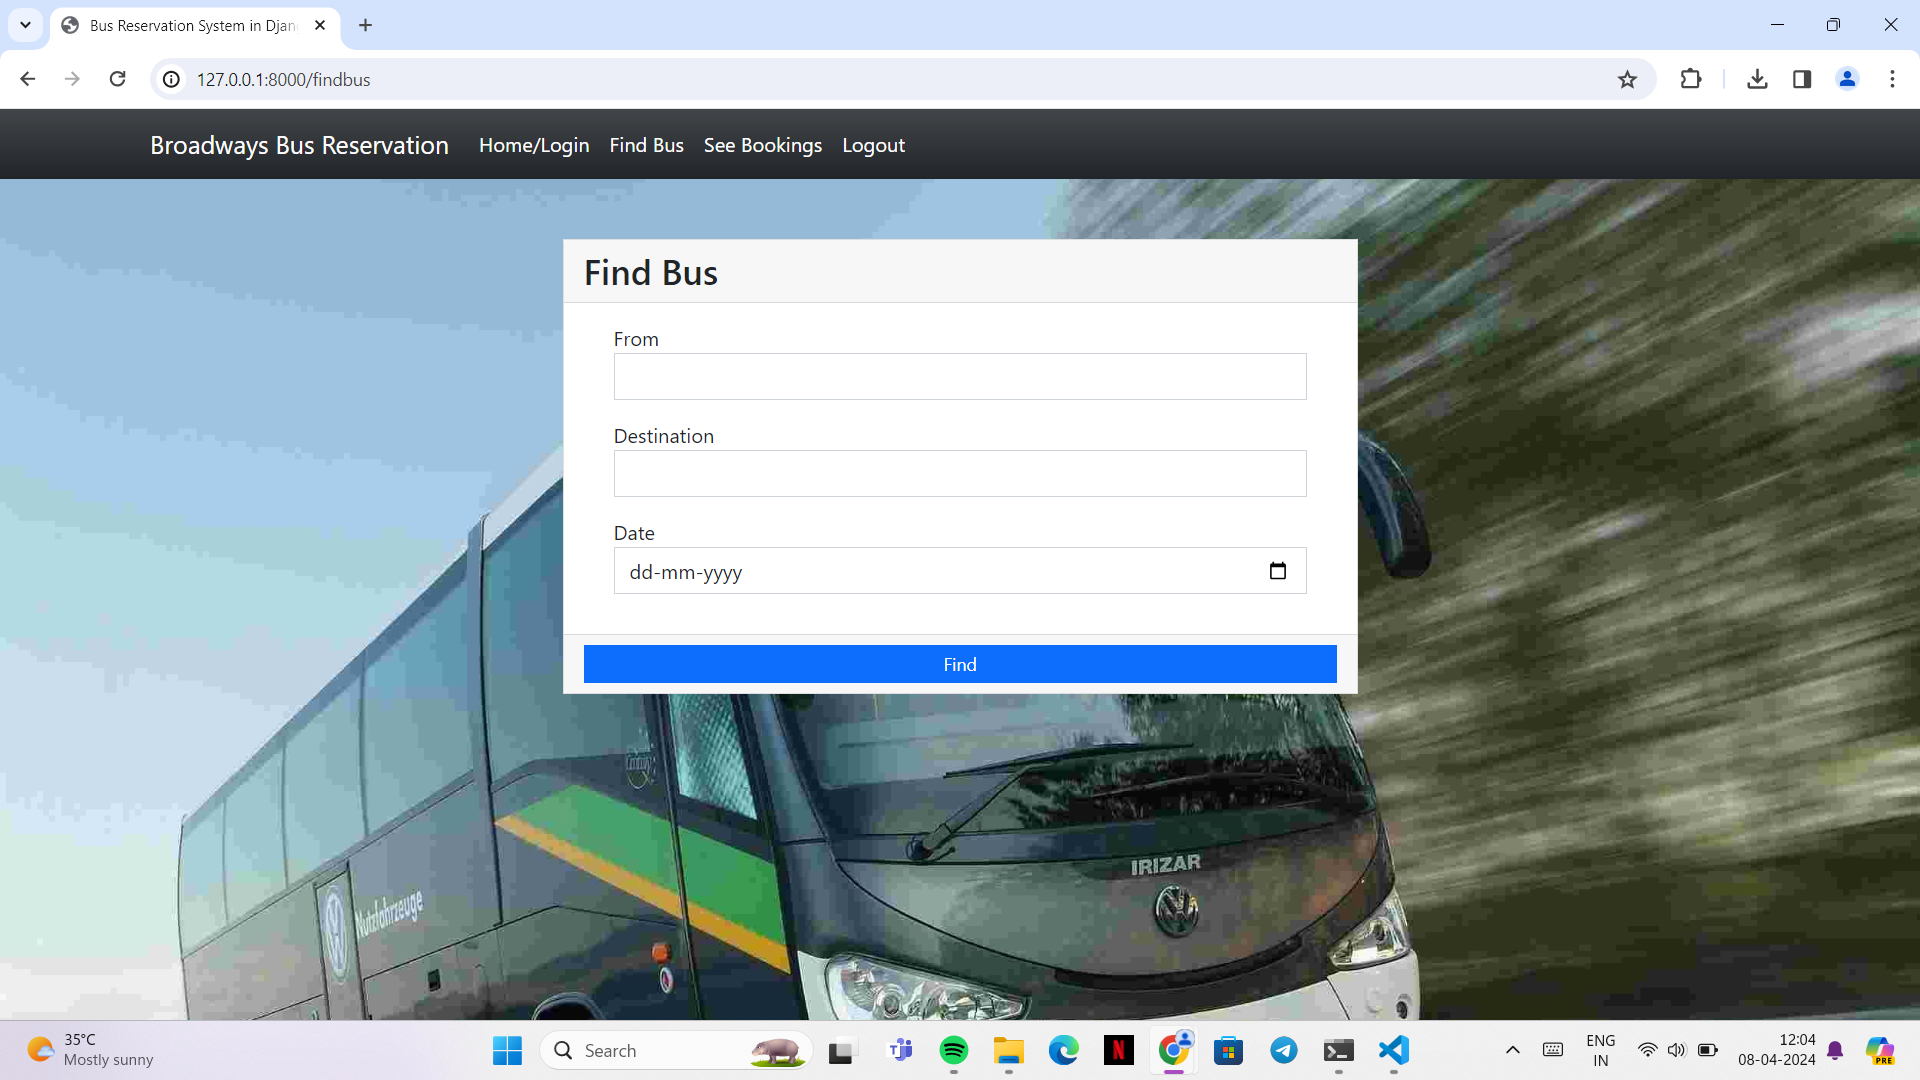 Bus Reservation System in Djan
127.0.0.1:8000/findbus
Broadways Bus Reservation
Home/Login
Find Bus
See Bookings
Logout
Find Bus
From
Destination
Date
dd-mm-yyyy
Find
IRIZAR
Nutzfahrzeuge
35°C
Mostly sunny
Search
ENG
IN
12:04
08-04-2024
PRE